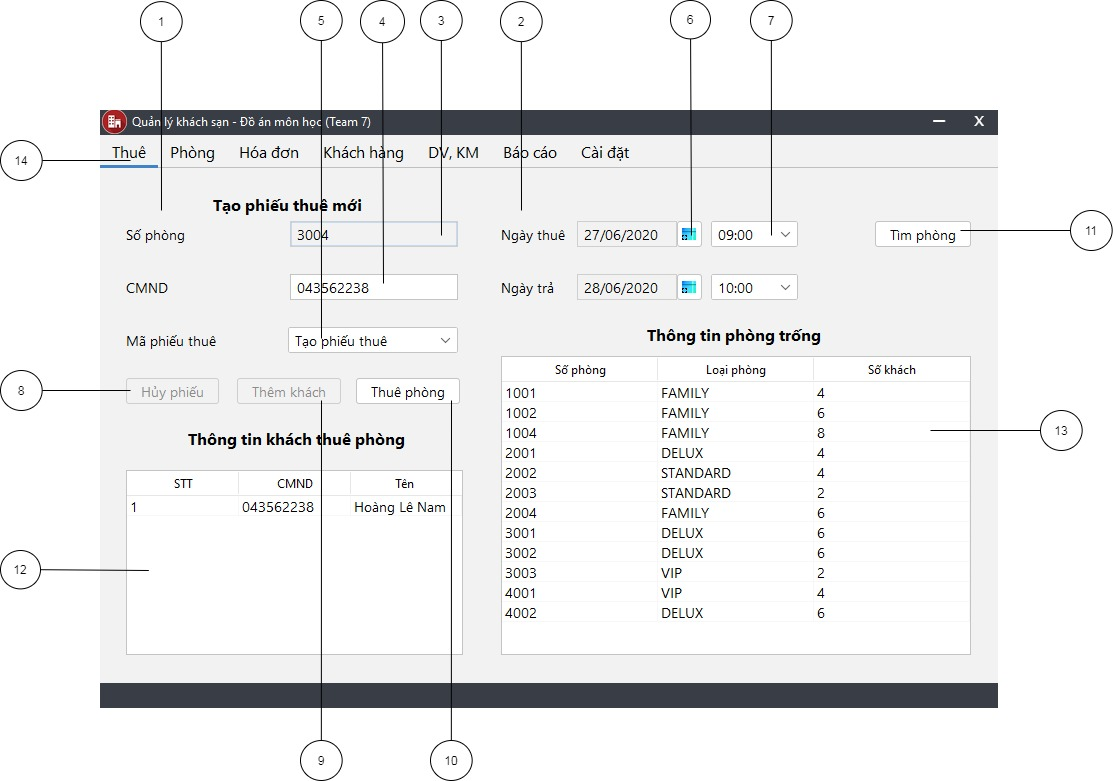 1 5 4 3 2 6 7
Quản lý khách sạn - Đồ án môn học (Team 7) X
14 Thuê Phòng Hóa đơn Khách hàng DV, KM Báo cáo Cài đặt
Tạo phiếu thuê mới
Số phòng 3004 Ngày thuê 27/06/2020 09:00 Tìm phòng 11
CMND 043562238 Ngày trả 28/06/2020 10:00
Mã phiếu thuê Tạo phiếu thuê
8 Hủy phiếu Thêm khách Thuê phòng
Thông tin khách thuê phòng
STT CMND Tên
1 043562238 Hoàng Lê Nam
12
Thông tin phòng trống
Số phòng Loại phòng Số khách
1001 FAMILY 4
1002 FAMILY 6
1004 FAMILY 8
2001 DELUX 4
2002 STANDARD 4
2003 STANDARD 2
2004 FAMILY 6
3001 DELUX 6
3002 DELUX 6
3003 VIP 2
4001 VIP 4
4002 DELUX 6
13
9 10